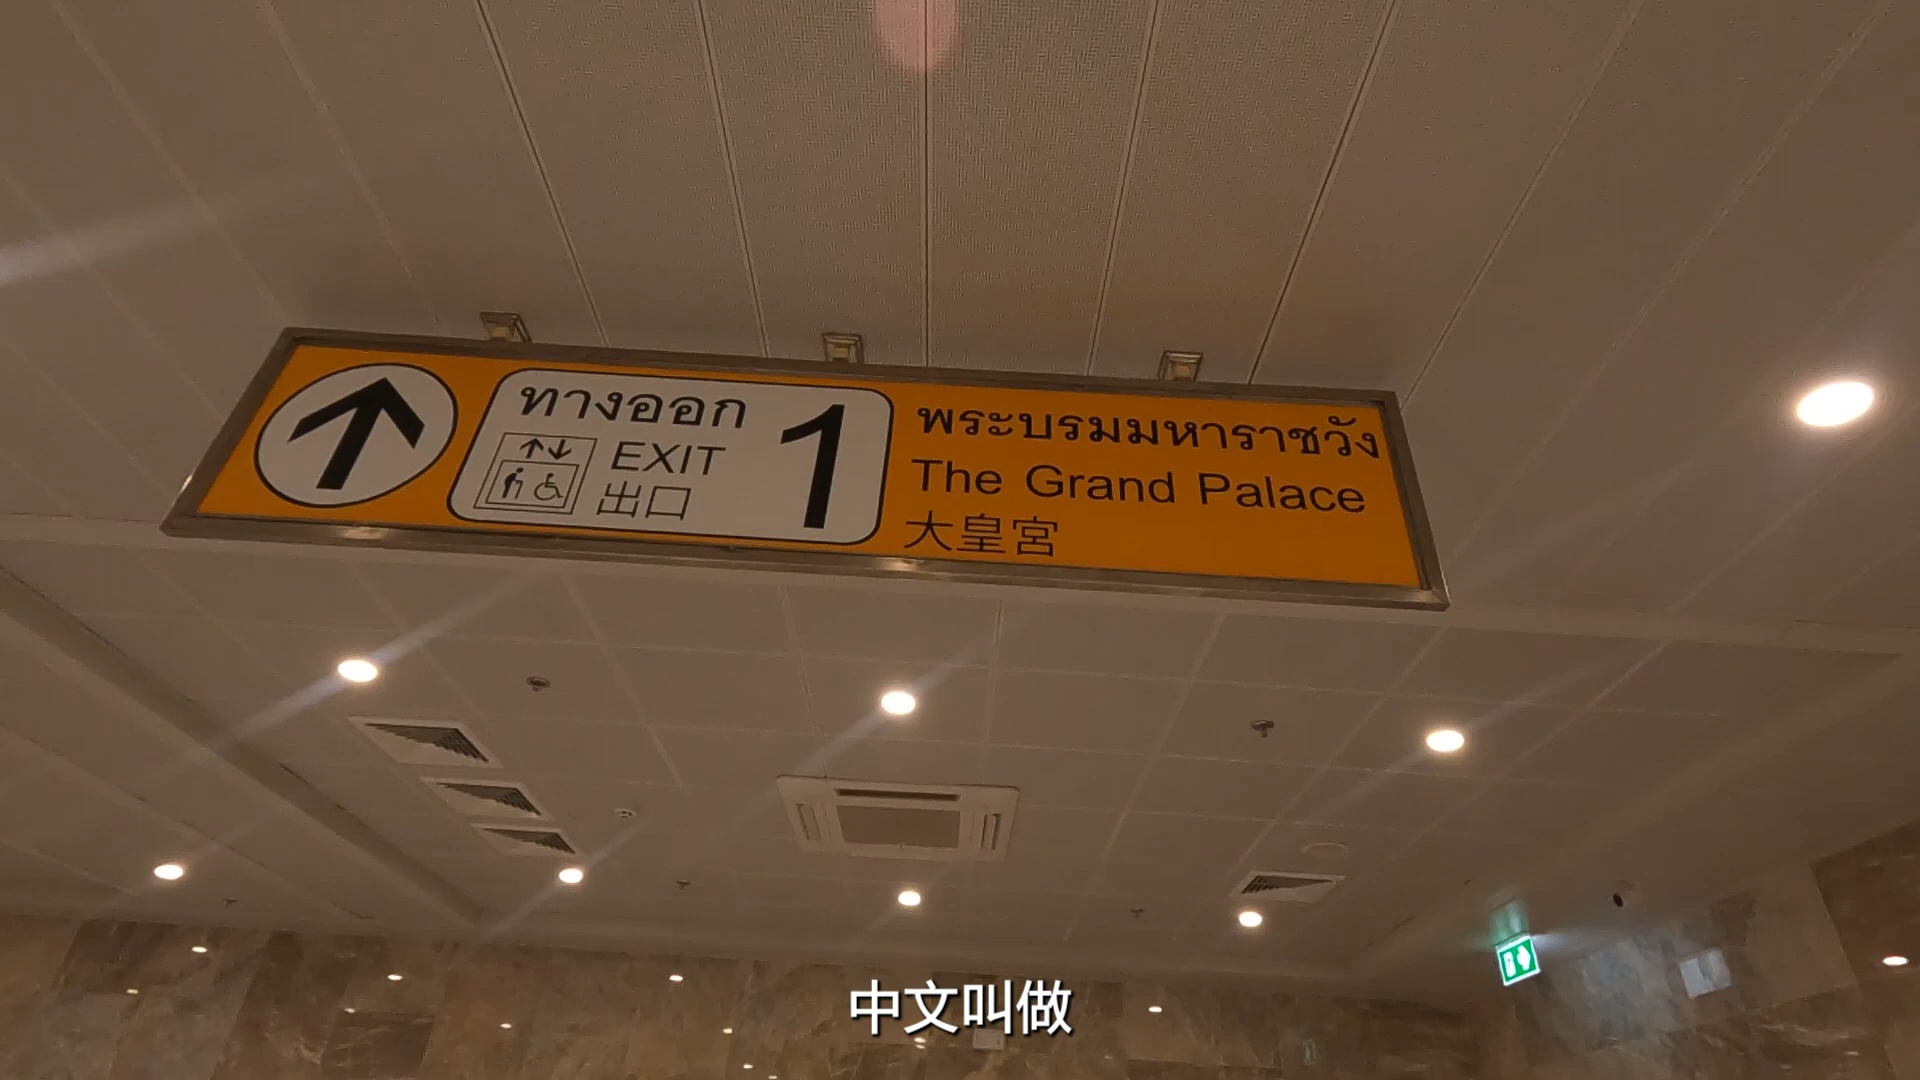 ทางออก
EXIT
出口
1
พระบรมมหาราชวัง
The Grand Palace
大皇宮
中文叫做